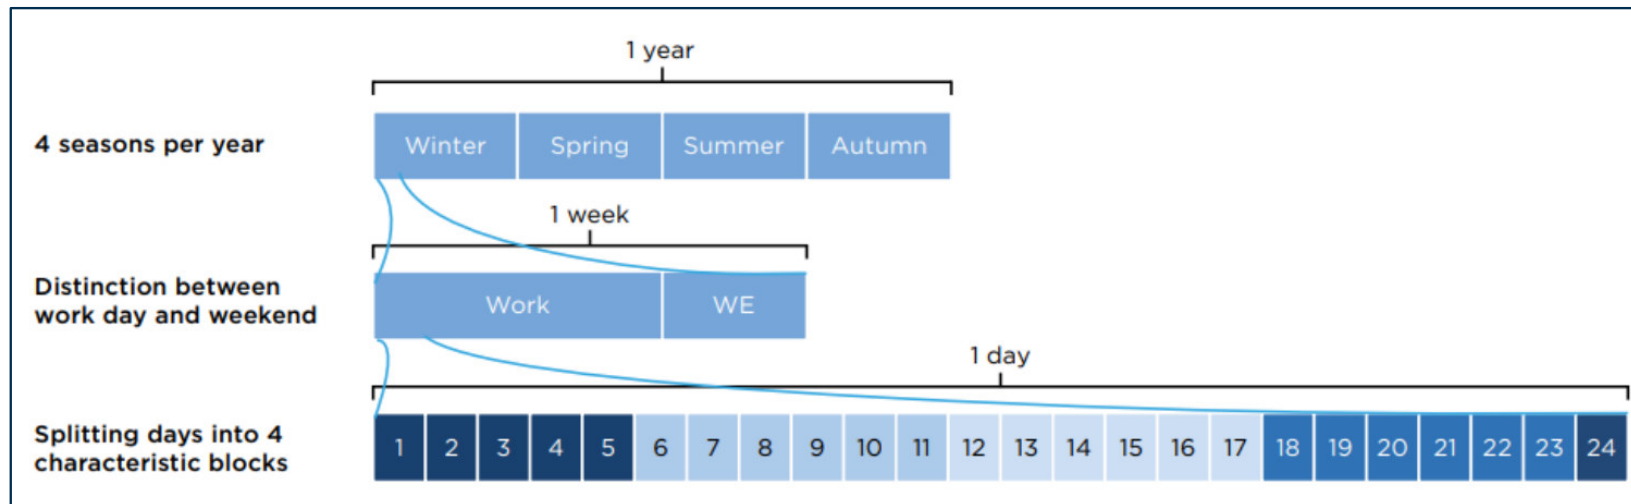 1 year
4 seasons per year
Winter Spring Summer Autumn
1 week
Distinction between
work day and weekend
Work WE
1 day
Splitting days into 4
characteristic blocks
1 2 3 4 5 6 7 8 9 10 11 12 13 14 15 16 17 18 19 20 21 22 23 24